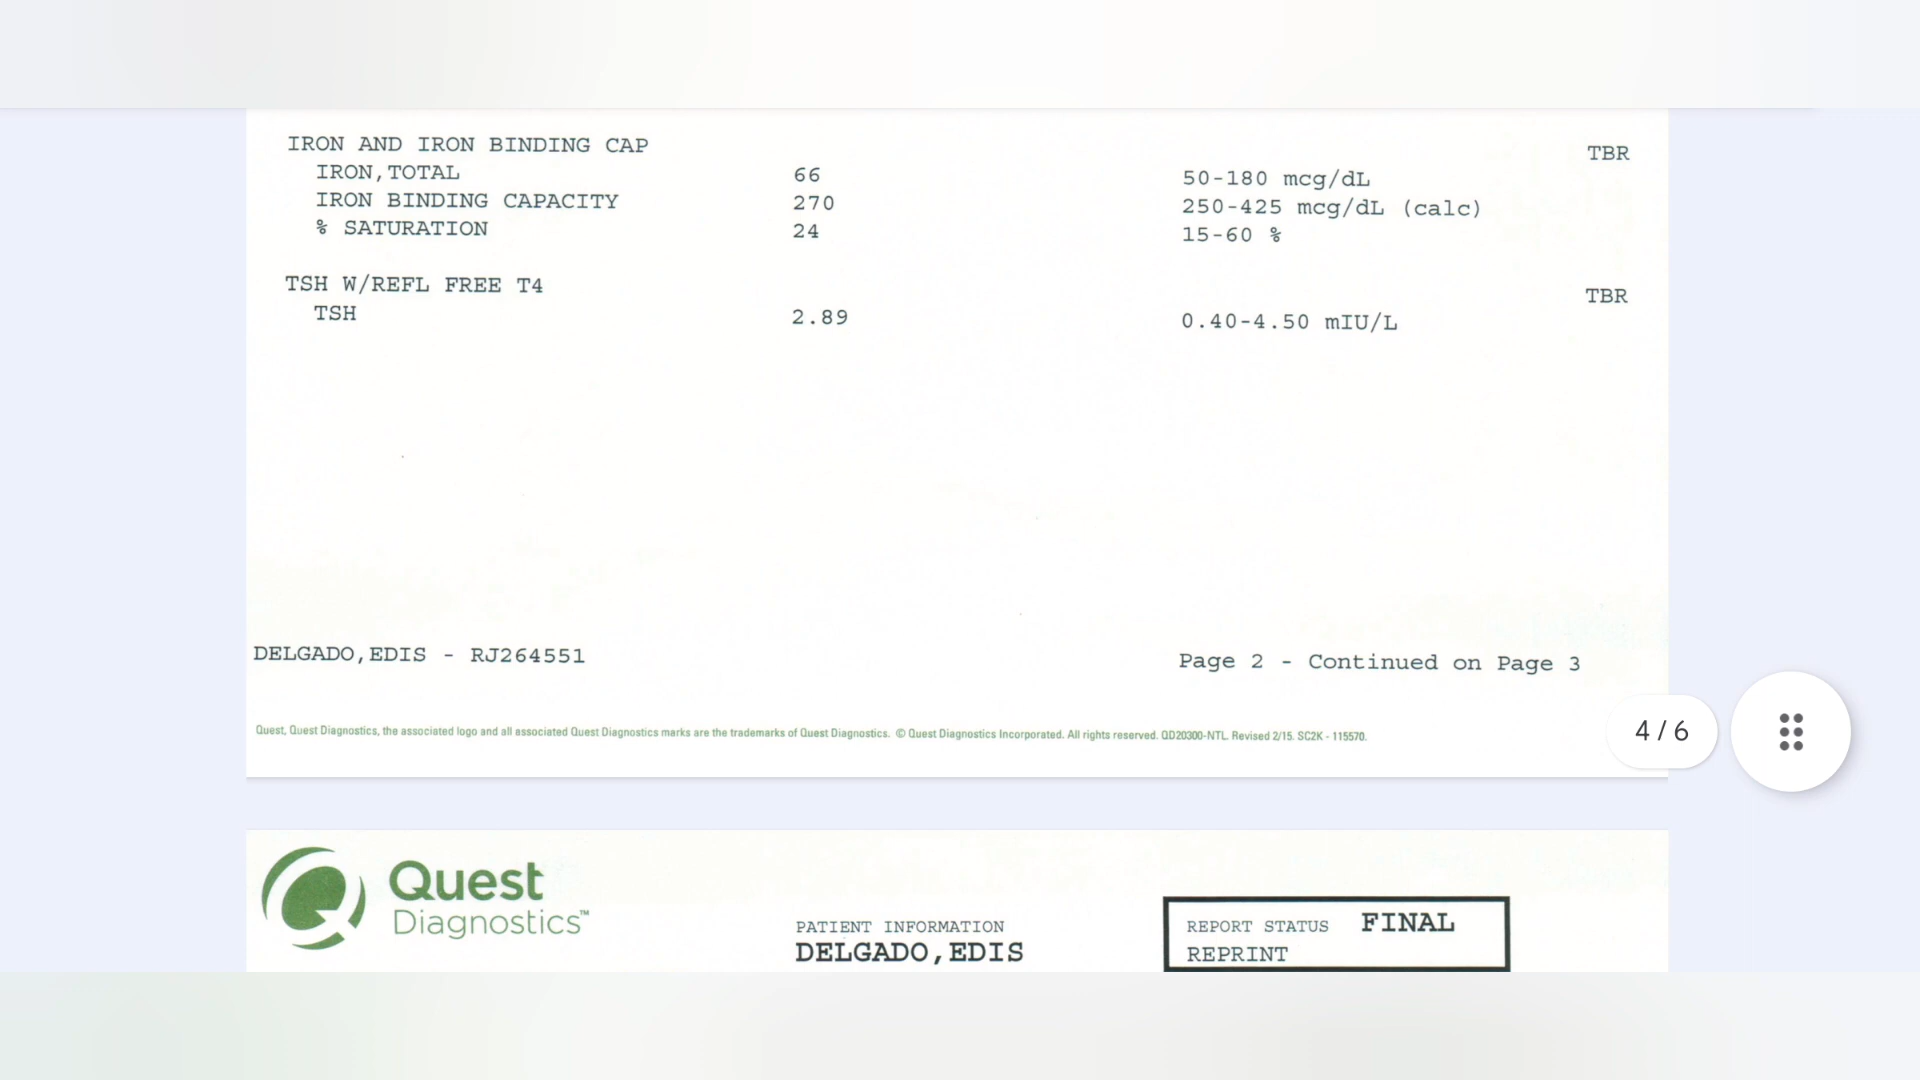 IRON AND IRON BINDING CAP TBR
IRON,TOTAL 66 50-180 mcg/dL
IRON BINDING CAPACITY 270 250-425 mcg/dL (calc)
% SATURATION 24 15-60 %
TSH W/REFL FREE T4 TBR
TSH 2.89 0.40-4.50 mIU/L
DELGADO,EDIS - RJ264551 Page 2 - Continued on Page 3
Quest, Quest Diagnostics, the associated logo and all associated Quest Diagnostics marks are the trademarks of Quest Diagnostics. © Quest Diagnostics Incorporated. All rights reserved. QD20300-NTL. Revised 2/15. SC2K - 115570.
4 / 6
Quest
Diagnostics™
PATIENT INFORMATION
DELGADO,EDIS
REPORT STATUS FINAL
REPRINT